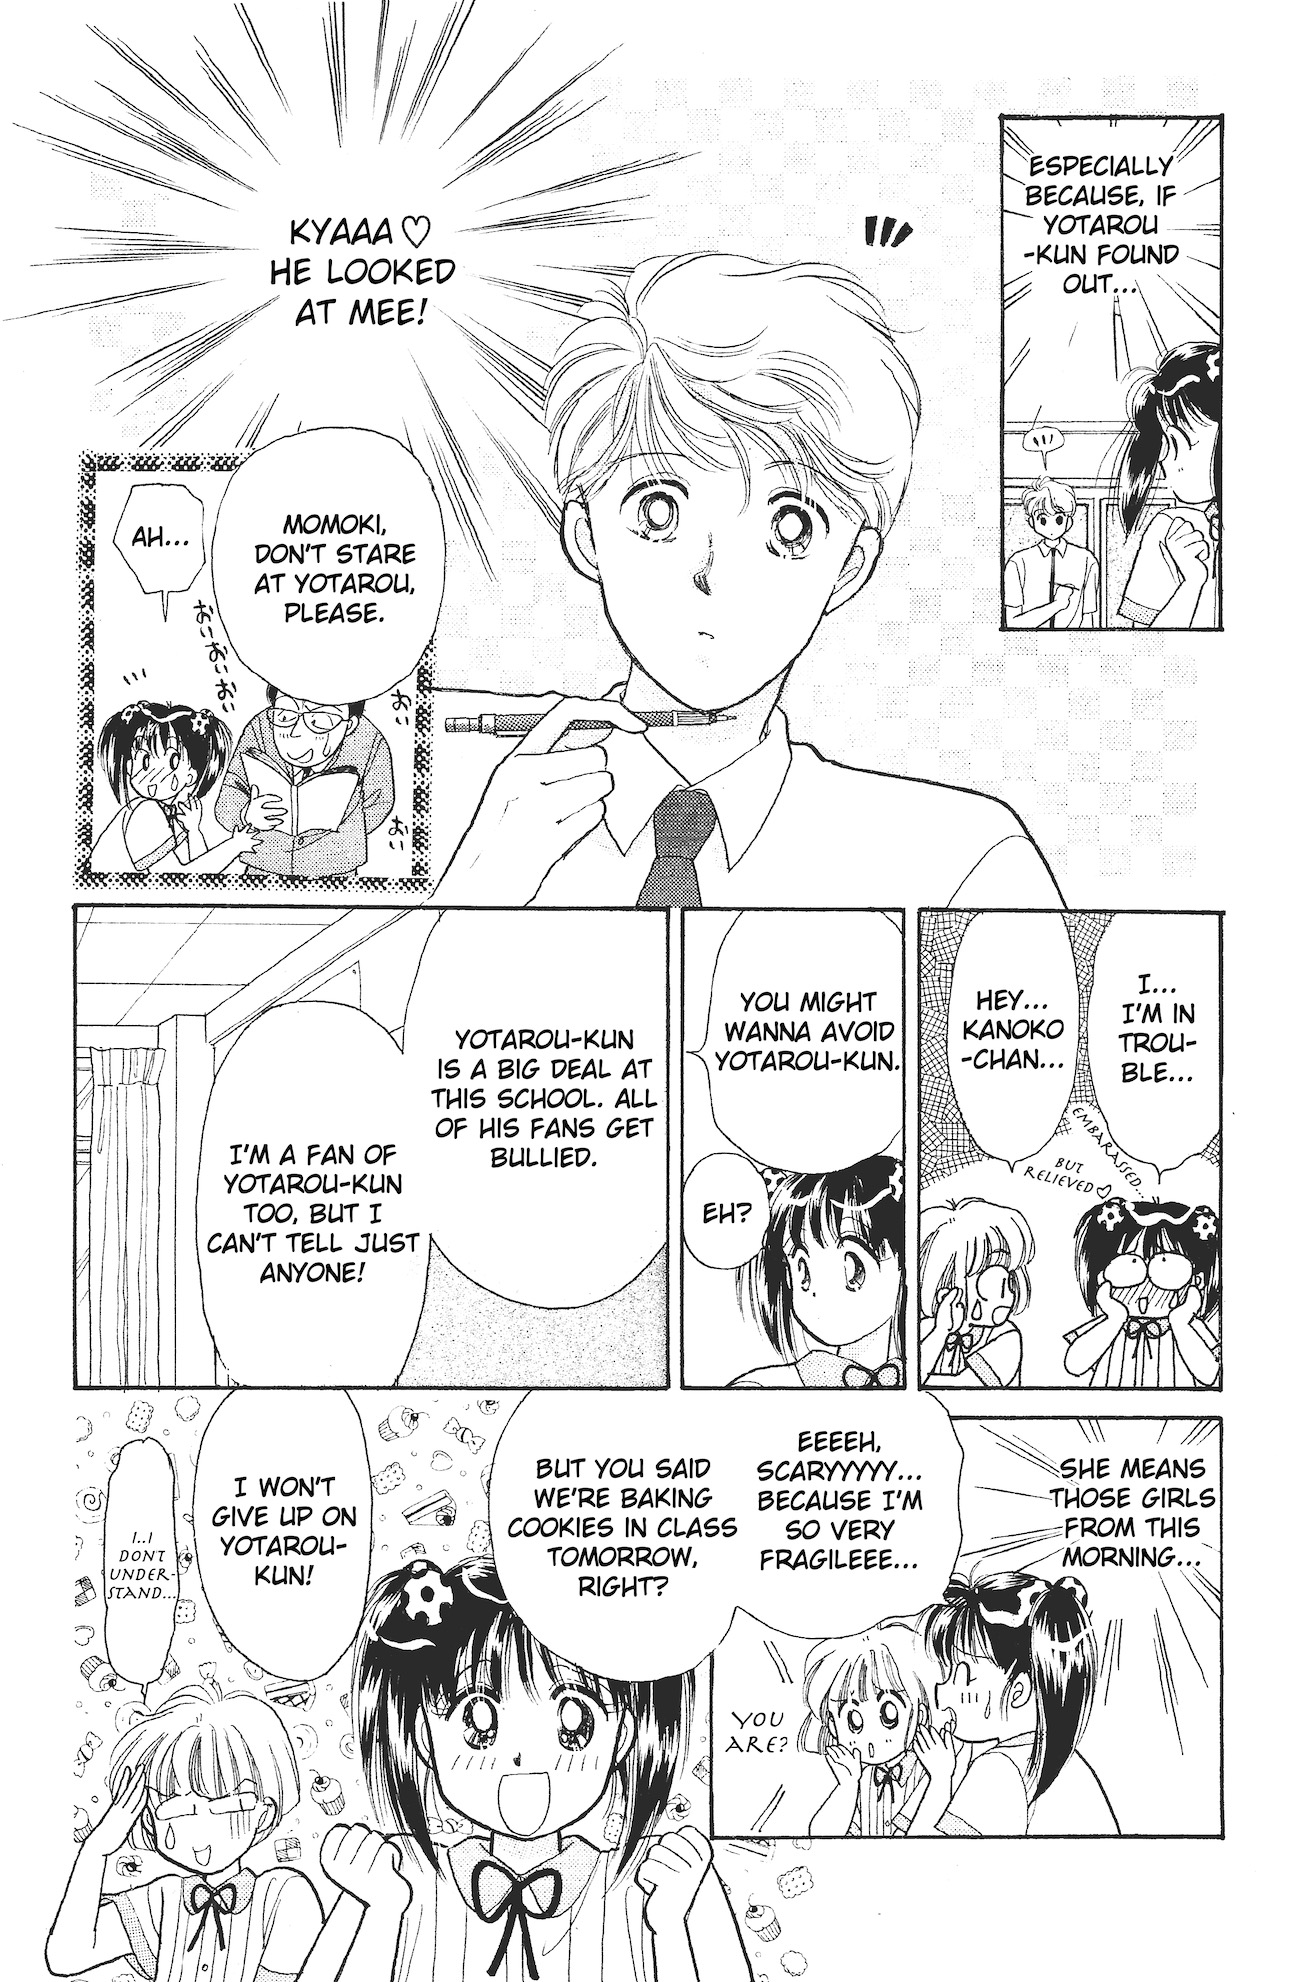 ESPECIALLY
BECAUSE, IF
YOTAROU
-KUN FOUND
OUT...
KYAAA♡
HE LOOKED
AT MEE!
MOMOKI,
DON'T STARE
AT YOTAROU,
PLEASE.
AH...
おいおいおい
おい
おい
I...
I'M IN
TROU-
BLE...
HEY...
KANOKO
-CHAN...
EMBARASSED...
BUT
RELIEVED♡
YOU MIGHT
WANNA AVOID
YOTAROU-KUN.
EH?
YOTAROU-KUN
IS A BIG DEAL AT
THIS SCHOOL. ALL
OF HIS FANS GET
BULLIED.
I'M A FAN OF
YOTAROU-KUN
TOO, BUT I
CAN'T TELL JUST
ANYONE!
SHE MEANS
THOSE GIRLS
FROM THIS
MORNING...
EEEEH,
SCARYYYYY...
BECAUSE I'M
SO VERY
FRAGILEEE...
YOU
ARE?
BUT YOU SAID
WE'RE BAKING
COOKIES IN CLASS
TOMORROW,
RIGHT?
I WON'T
GIVE UP ON
YOTAROU-
KUN!
I..I
DONT
UNDER-
STAND...